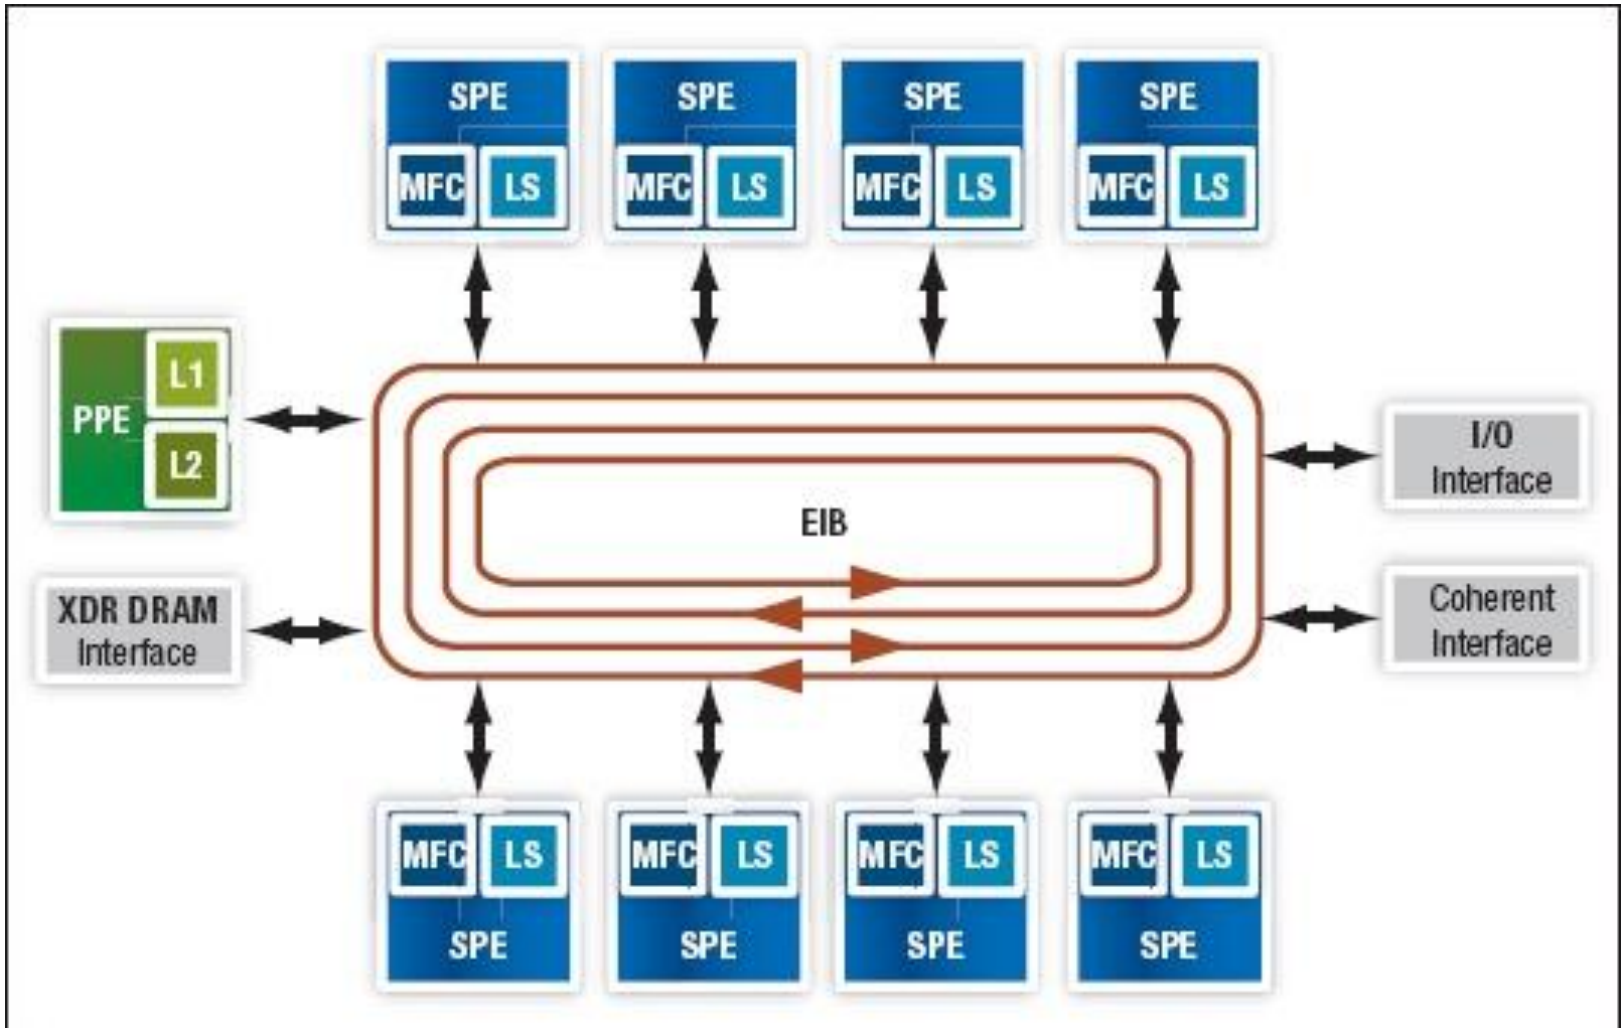 SPE
SPE
SPE
SPE
MFC LS
MFC LS
MFC LS
MFC LS
PPE
L1
L2
I/O
Interface
EIB
XDR DRAM
Interface
Coherent
Interface
MFC LS
MFC LS
MFC LS
MFC LS
SPE
SPE
SPE
SPE